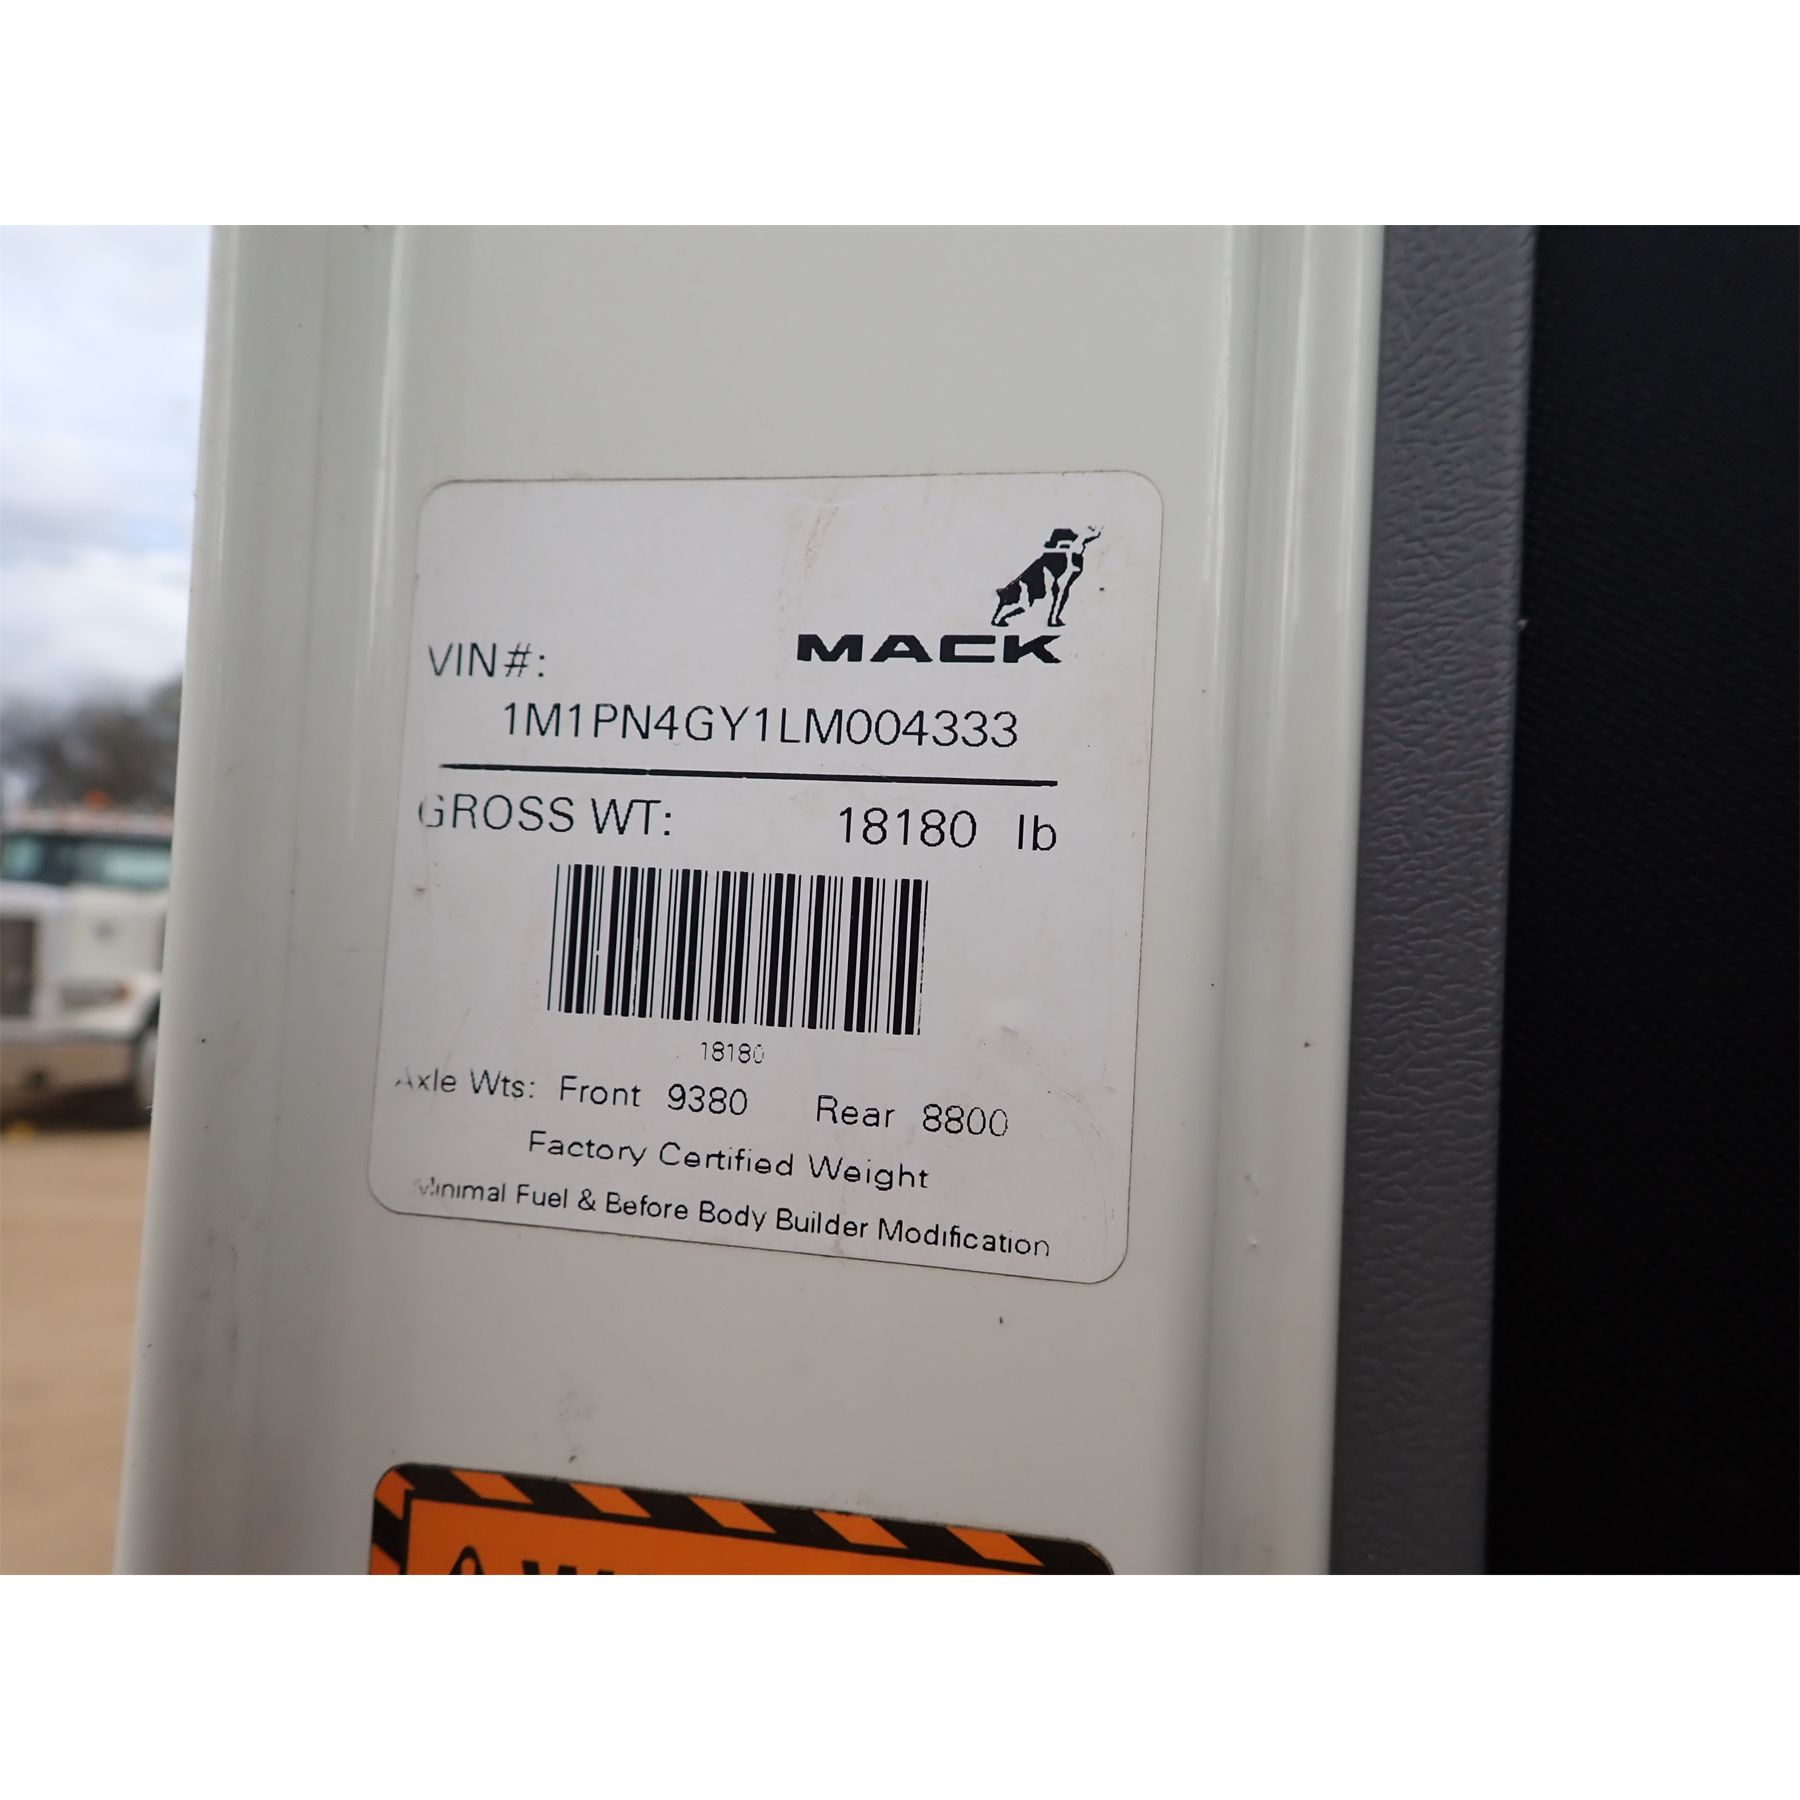 MACK
VIN#:
1M1PN4GY1LM004333
GROSS WT: 18180 lb
18180
Axle Wts: Front 9380 Rear 8800
Factory Certified Weight
Minimal Fuel & Before Body Builder Modification